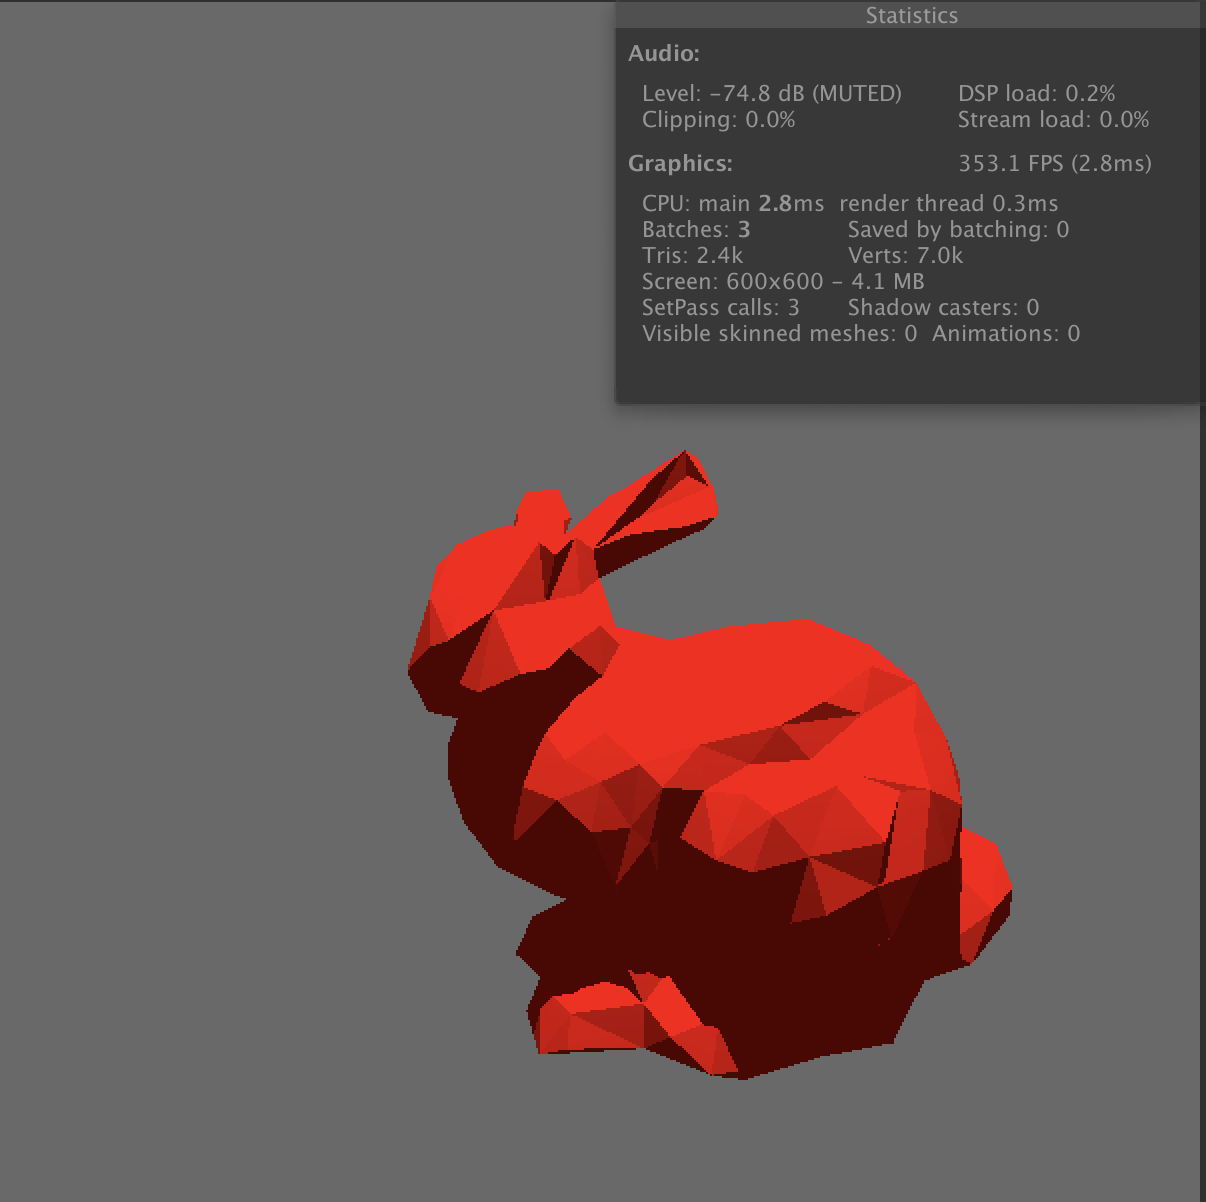 Statistics
Audio:
Level: -74.8 dB (MUTED) DSP load: 0.2%
Clipping: 0.0% Stream load: 0.0%
Graphics: 353.1 FPS (2.8ms)
CPU: main 2.8ms render thread 0.3ms
Batches: 3 Saved by batching: 0
Tris: 2.4k Verts: 7.0k
Screen: 600x600 - 4.1 MB
SetPass calls: 3 Shadow casters: 0
Visible skinned meshes: 0 Animations: 0